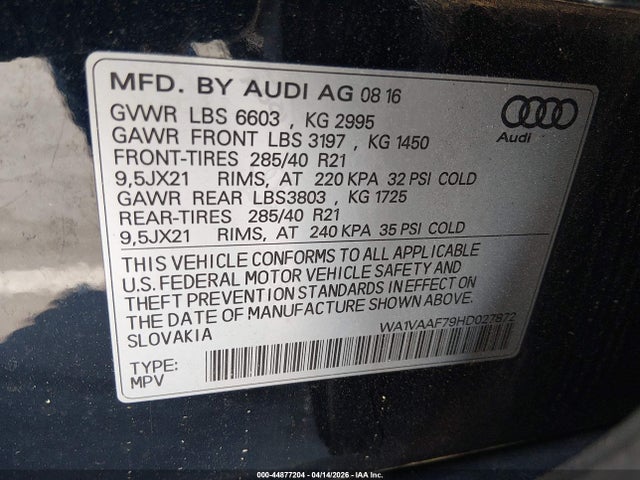 MFD. BY AUDI AG 08 16
GVWR LBS 6603 , KG 2995
GAWR FRONT LBS 3197 , KG 1450
FRONT-TIRES 285/40 R21
9,5JX21 RIMS, AT 220 KPA 32 PSI COLD
GAWR REAR LBS3803 , KG 1725
REAR-TIRES 285/40 R21
9,5JX21 RIMS, AT 240 KPA 35 PSI COLD
Audi
THIS VEHICLE CONFORMS TO ALL APPLICABLE
U.S. FEDERAL MOTOR VEHICLE SAFETY AND
THEFT PREVENTION STANDARDS IN EFFECT ON
THE DATE OF MANUFACTURE SHOWN ABOVE.
SLOVAKIA
WA1VAAF79HD027872
TYPE:
MPV
000-44877204 - 04/14/2026 - IAA Inc.